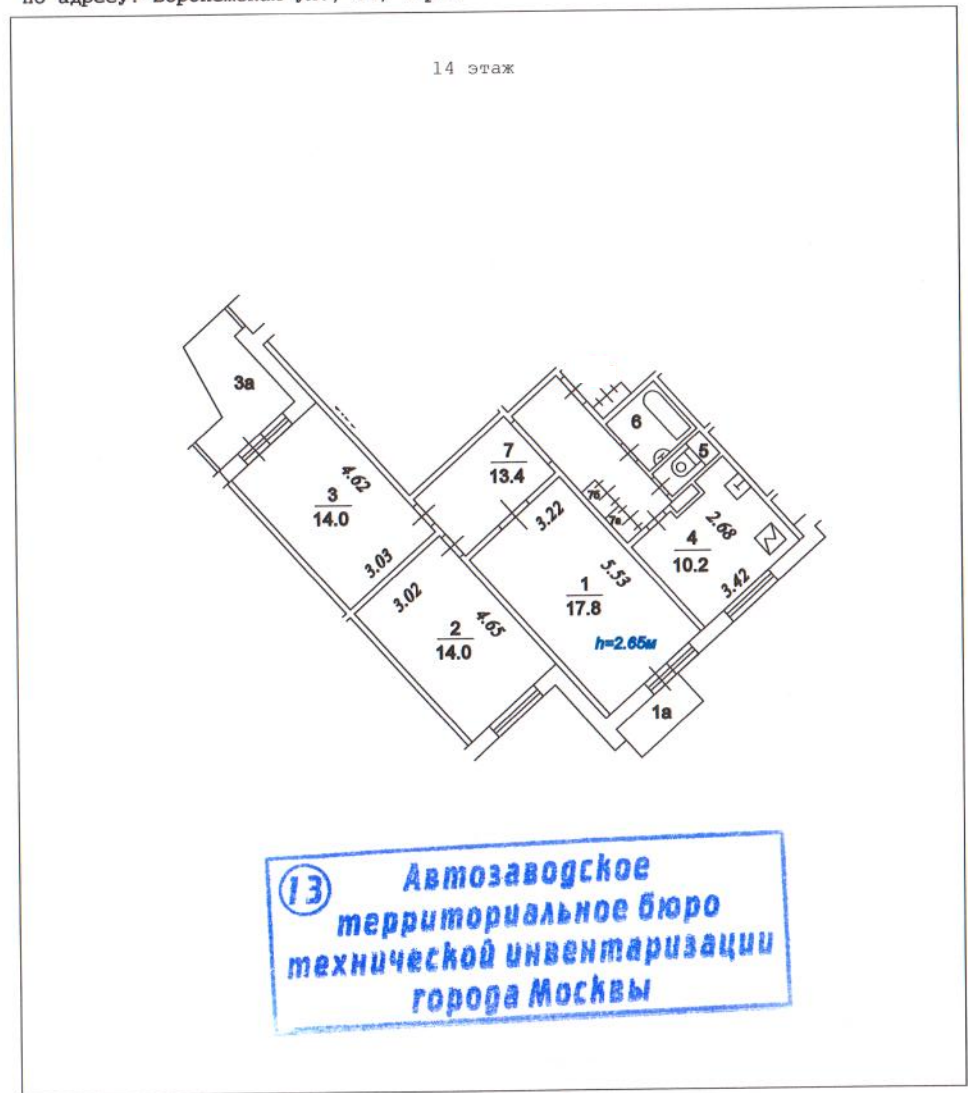 по адресу:
14 этаж
3а
6
5
7
13.4
4.62
3
14.0
7б
7а
2.68
3.22
4
10.2
3.03
5.53
3.42
3.02
1
17.8
4.65
2
14.0
h=2.65м
1а
13 Автозаводское
территориальное бюро
технической инвентаризации
города Москвы